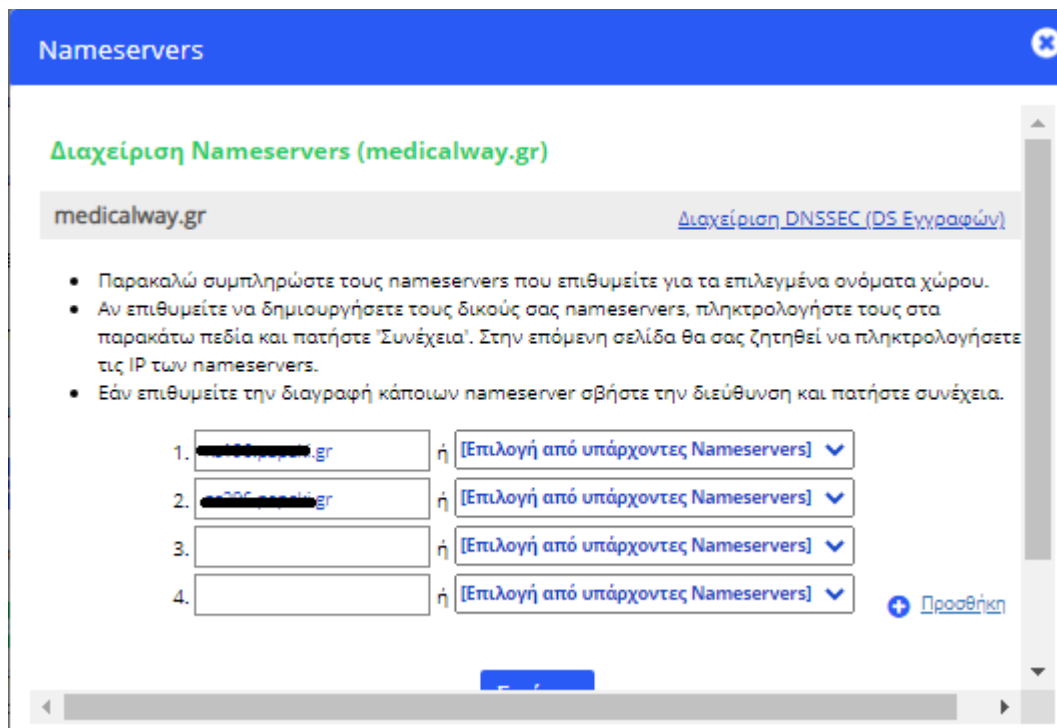 Nameservers
Διαχείριση Nameservers (medicalway.gr)
medicalway.gr Διαχείριση DNSSEC (DS Εγγραφών)
• Παρακαλώ συμπληρώστε τους nameservers που επιθυμείτε για τα επιλεγμένα ονόματα χώρου.
• Αν επιθυμείτε να δημιουργήσετε τους δικούς σας nameservers, πληκτρολογήστε τους στα
παρακάτω πεδία και πατήστε 'Συνέχεια'. Στην επόμενη σελίδα θα σας ζητηθεί να πληκτρολογήσετε
τις IP των nameservers.
• Εάν επιθυμείτε την διαγραφή κάποιων nameserver σβήστε την διεύθυνση και πατήστε συνέχεια.
1. .gr ή [Επιλογή από υπάρχοντες Nameservers]
2. gr ή [Επιλογή από υπάρχοντες Nameservers]
3. ή [Επιλογή από υπάρχοντες Nameservers]
4. ή [Επιλογή από υπάρχοντες Nameservers] Προσθήκη